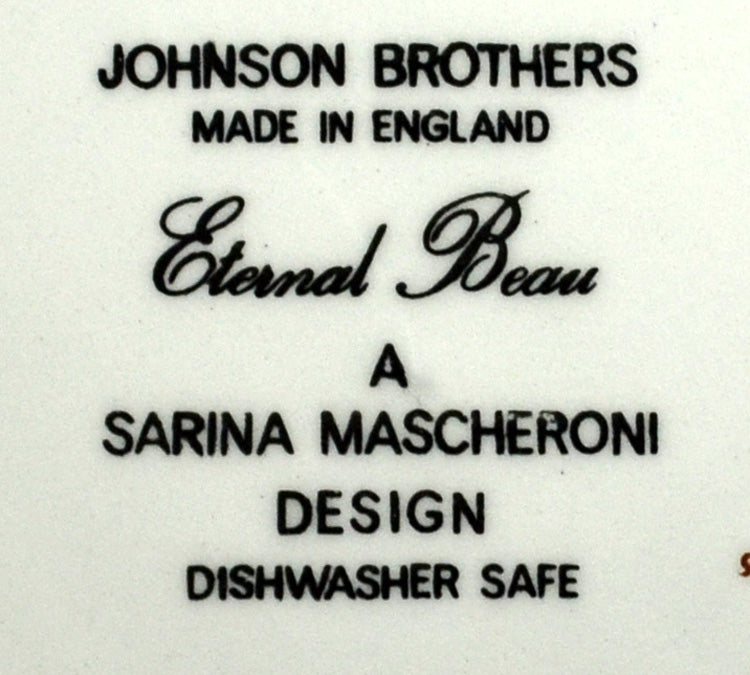 JOHNSON BROTHERS
MADE IN ENGLAND
Eternal Beau
A
SARINA MASCHERONI
DESIGN
DISHWASHER SAFE